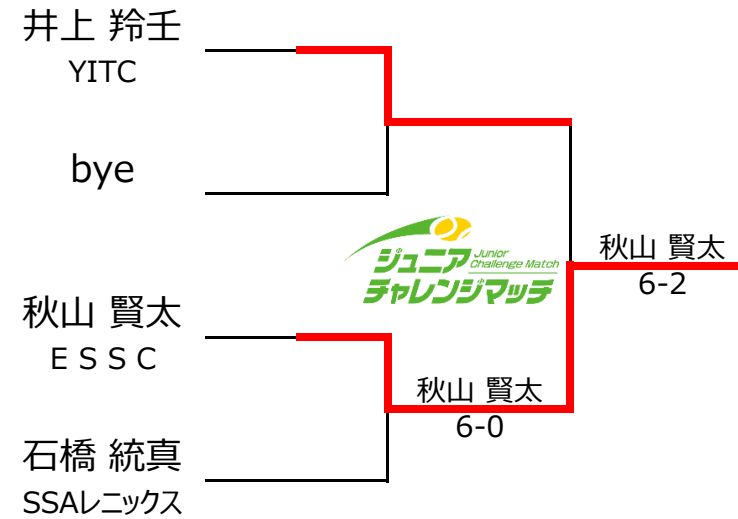 井上 羚壬
YITC
bye
Junior
Challenge Match
ジュニア
チャレンジマッチ
秋山 賢太
6-2
秋山 賢太
E S S C
秋山 賢太
6-0
石橋 統真
SSAレニックス